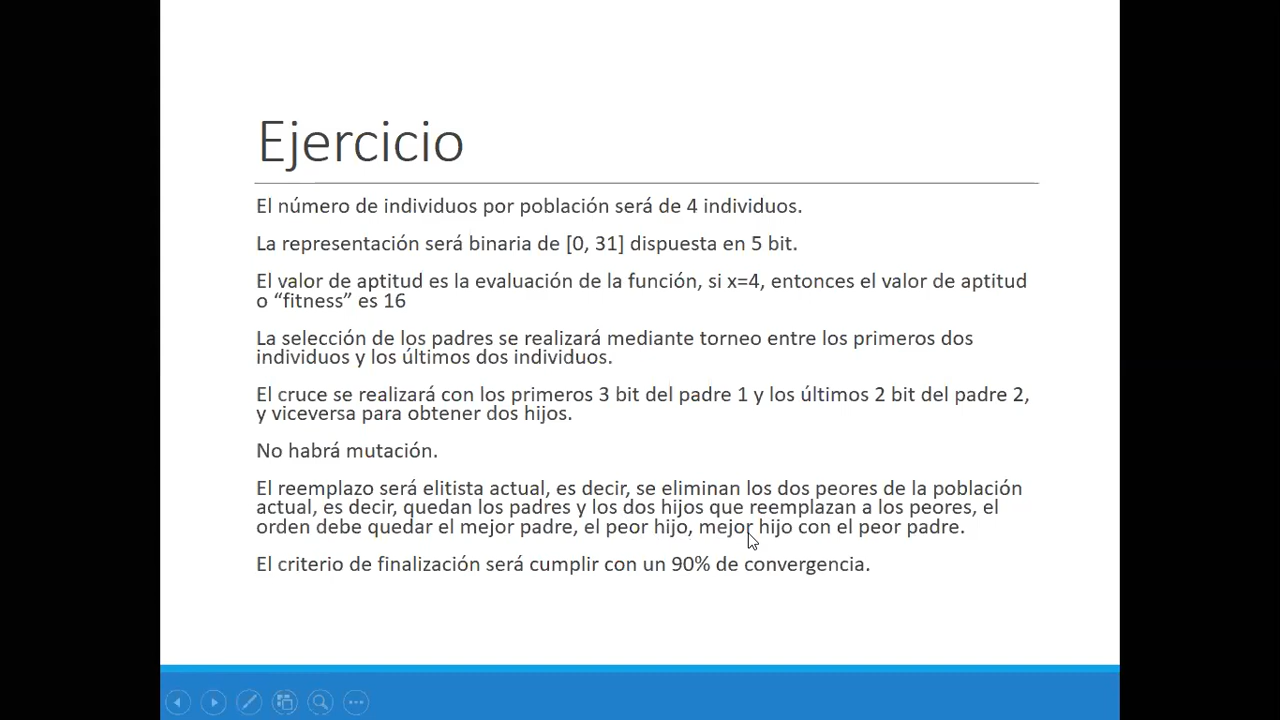 Ejercicio
El número de individuos por población será de 4 individuos.
La representación será binaria de [0, 31] dispuesta en 5 bit.
El valor de aptitud es la evaluación de la función, si x=4, entonces el valor de aptitud
o “fitness” es 16
La selección de los padres se realizará mediante torneo entre los primeros dos
individuos y los últimos dos individuos.
El cruce se realizará con los primeros 3 bit del padre 1 y los últimos 2 bit del padre 2,
y viceversa para obtener dos hijos.
No habrá mutación.
El reemplazo será elitista actual, es decir, se eliminan los dos peores de la población
actual, es decir, quedan los padres y los dos hijos que reemplazan a los peores, el
orden debe quedar el mejor padre, el peor hijo, mejor hijo con el peor padre.
El criterio de finalización será cumplir con un 90% de convergencia.